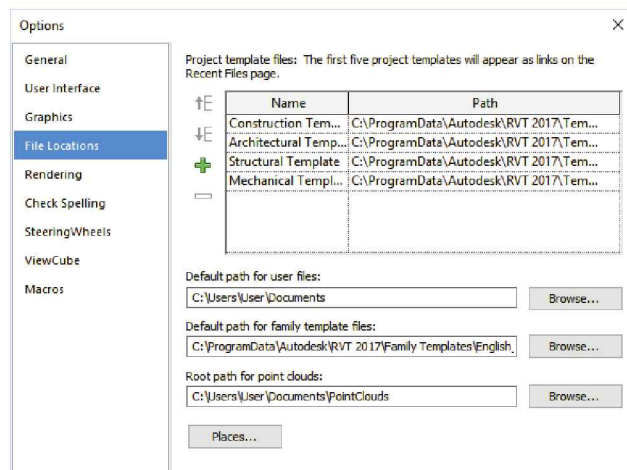 Options
General
User Interface
Graphics
File Locations
Rendering
Check Spelling
SteeringWheels
ViewCube
Macros
Project template files: The first five project templates will appear as links on the
Recent Files page.
Name Path
Construction Tem... C:\ProgramData\Autodesk\RVT 2017\Tem...
Architectural Temp... C:\ProgramData\Autodesk\RVT 2017\Tem...
Structural Template C:\ProgramData\Autodesk\RVT 2017\Tem...
Mechanical Templ... C:\ProgramData\Autodesk\RVT 2017\Tem...
Default path for user files:
C:\Users\User\Documents Browse...
Default path for family template files:
C:\ProgramData\Autodesk\RVT 2017\Family Templates\English_ Browse...
Root path for point clouds:
C:\Users\User\Documents\PointClouds Browse...
Places...